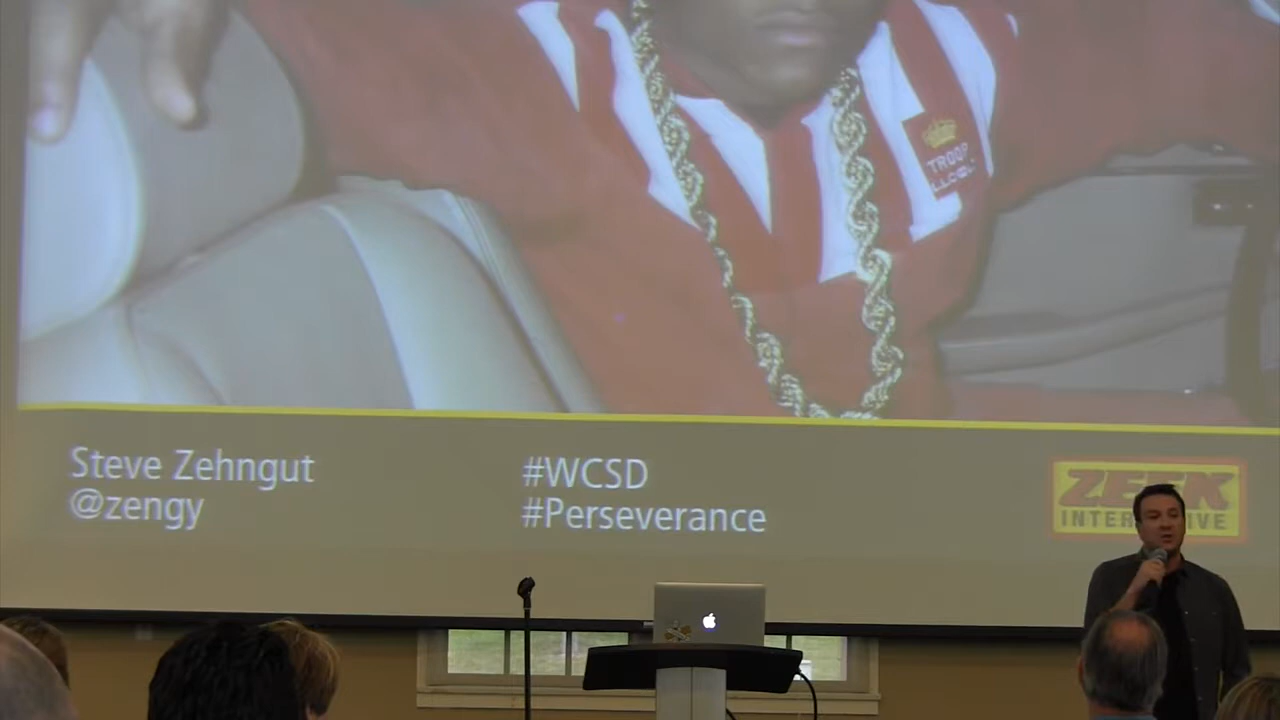 TROOP
Steve Zehngut
@zengy
#WCSD
#Perseverance
ZEEK
INTERACTIVE